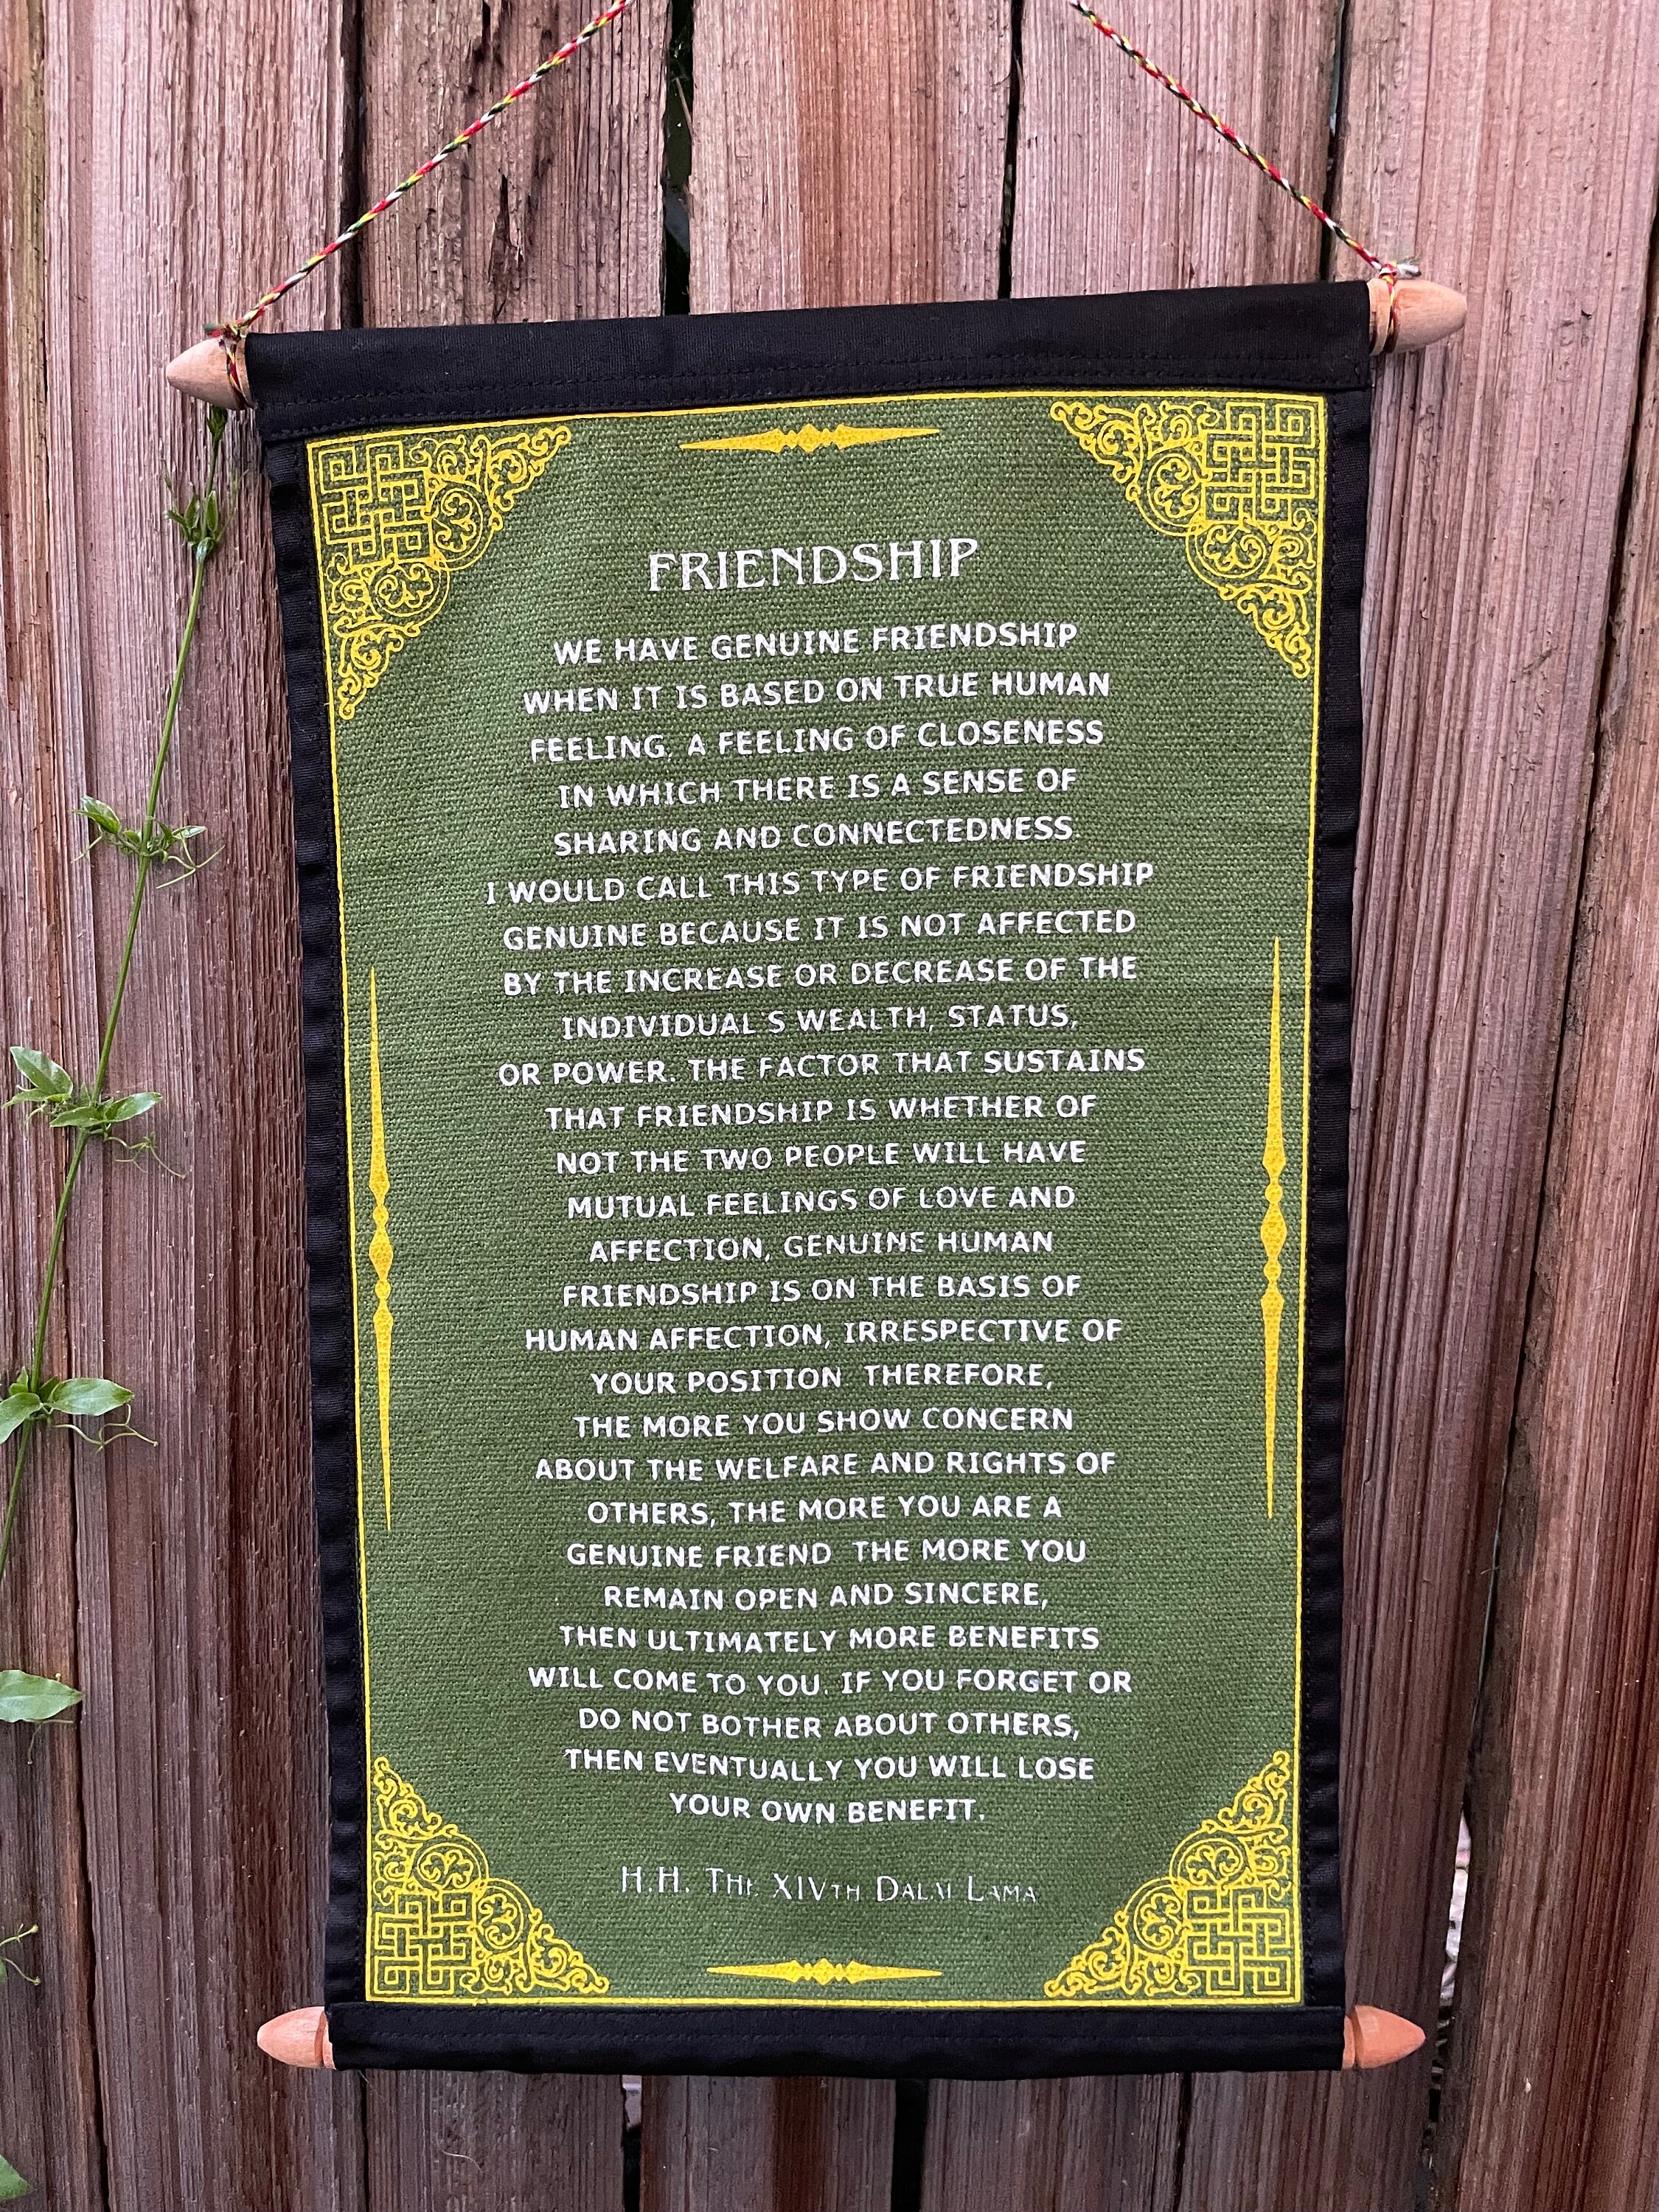 FRIENDSHIP
WE HAVE GENUINE FRIENDSHIP
WHEN IT IS BASED ON TRUE HUMAN
FEELING. A FEELING OF CLOSENESS
IN WHICH THERE IS A SENSE OF
SHARING AND CONNECTEDNESS.
I WOULD CALL THIS TYPE OF FRIENDSHIP
GENUINE BECAUSE IT IS NOT AFFECTED
BY THE INCREASE OR DECREASE OF THE
INDIVIDUAL S WEALTH, STATUS,
OR POWER. THE FACTOR THAT SUSTAINS
THAT FRIENDSHIP IS WHETHER OF
NOT THE TWO PEOPLE WILL HAVE
MUTUAL FEELINGS OF LOVE AND
AFFECTION, GENUINE HUMAN
FRIENDSHIP IS ON THE BASIS OF
HUMAN AFFECTION, IRRESPECTIVE OF
YOUR POSITION THEREFORE,
THE MORE YOU SHOW CONCERN
ABOUT THE WELFARE AND RIGHTS OF
OTHERS, THE MORE YOU ARE A
GENUINE FRIEND THE MORE YOU
REMAIN OPEN AND SINCERE,
THEN ULTIMATELY MORE BENEFITS
WILL COME TO YOU. IF YOU FORGET OR
DO NOT BOTHER ABOUT OTHERS,
THEN EVENTUALLY YOU WILL LOSE
YOUR OWN BENEFIT.
H.H. THE XIVTH DALAI LAMA